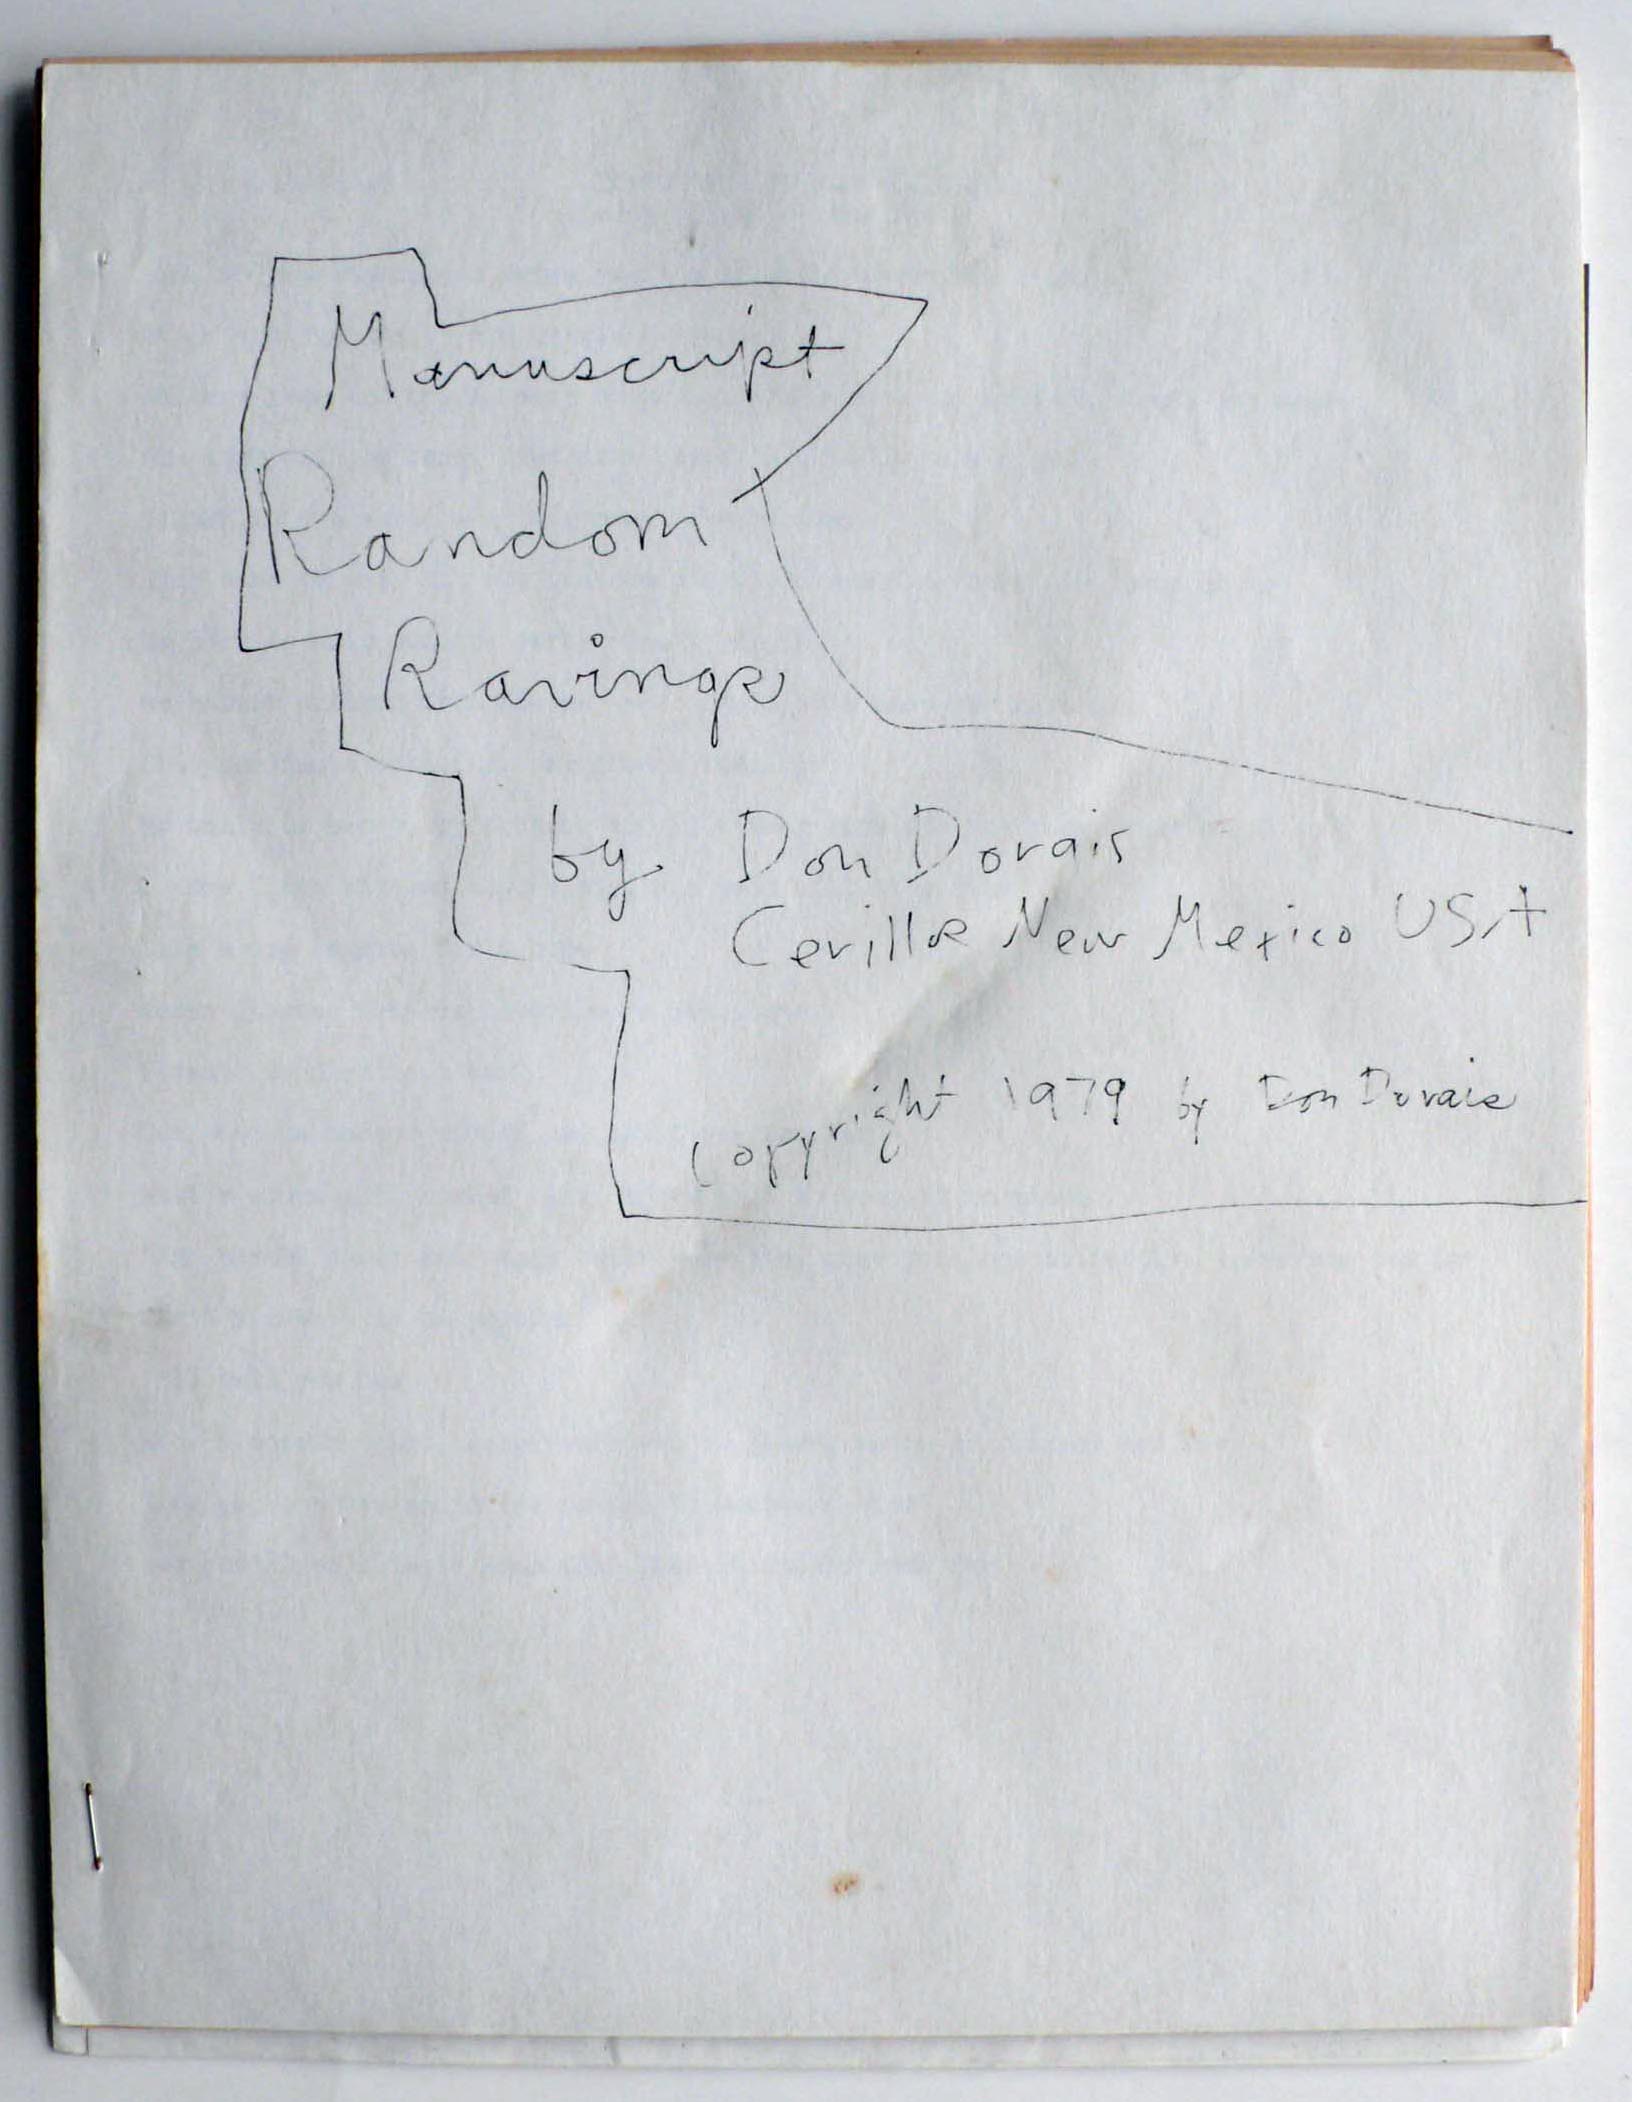 Manuscript
Random
Ravings
by Don Dorais
Cerillos New Mexico USA
Copyright 1979 by Don Dorais